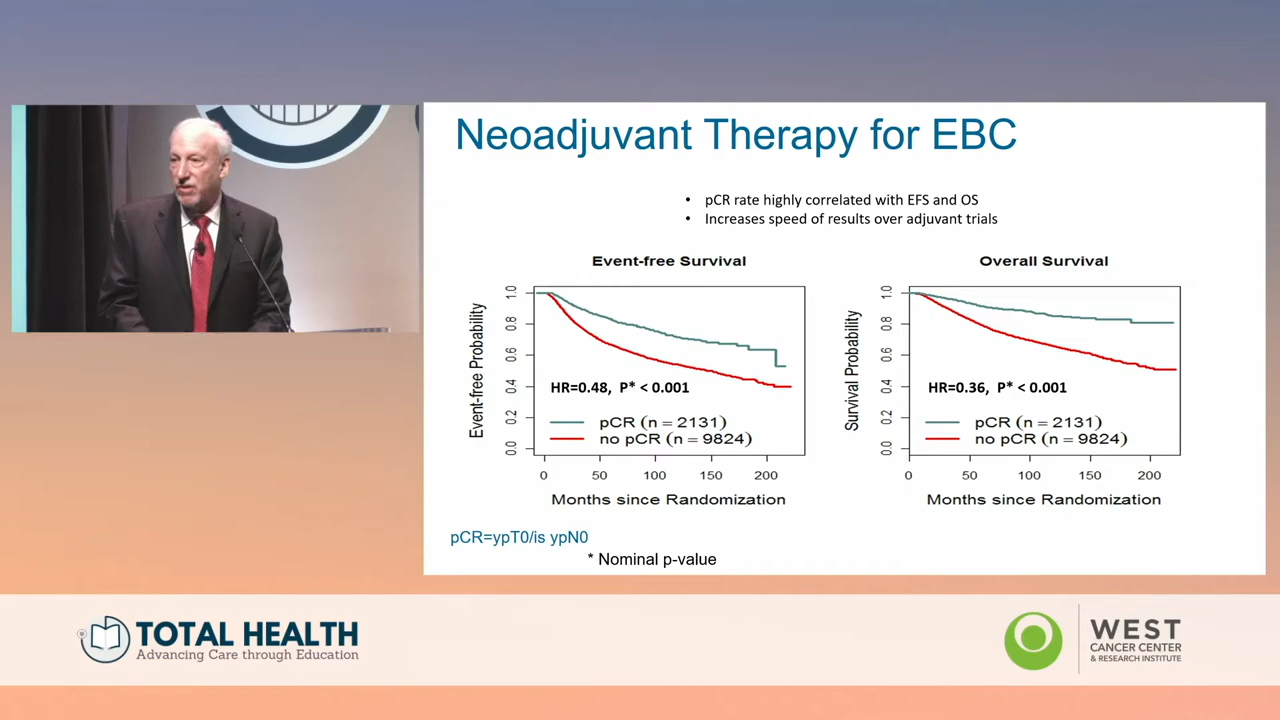 Neoadjuvant Therapy for EBC
• pCR rate highly correlated with EFS and OS
• Increases speed of results over adjuvant trials
Event-free Survival
Event-free Probability
1.0
0.8
0.6
0.4
0.2
0.0
HR=0.48, P* < 0.001
pCR (n = 2131)
no pCR (n = 9824)
0 50 100 150 200
Months since Randomization
Overall Survival
Survival Probability
1.0
0.8
0.6
0.4
0.2
0.0
HR=0.36, P* < 0.001
pCR (n = 2131)
no pCR (n = 9824)
0 50 100 150 200
Months since Randomization
pCR=ypT0/is ypN0
* Nominal p-value
TOTAL HEALTH
Advancing Care through Education
WEST
CANCER CENTER
& RESEARCH INSTITUTE